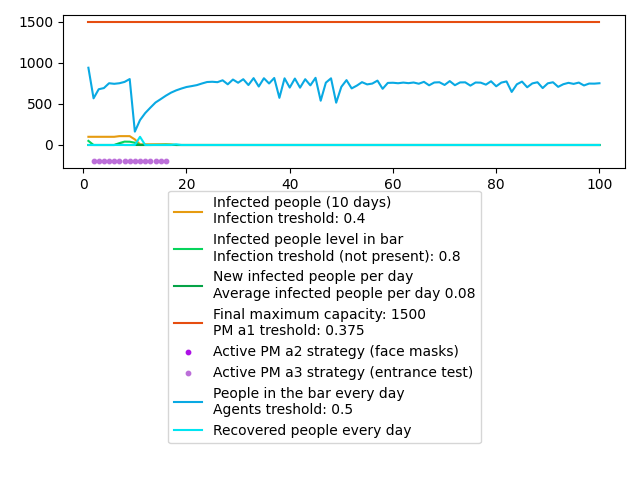 1500
1000
500
0
0
20
40
60
80
100
Infected people (10 days)
Infection treshold: 0.4
Infected people level in bar
Infection treshold (not present): 0.8
New infected people per day
Average infected people per day 0.08
Final maximum capacity: 1500
PM a1 treshold: 0.375
Active PM a2 strategy (face masks)
Active PM a3 strategy (entrance test)
People in the bar every day
Agents treshold: 0.5
Recovered people every day